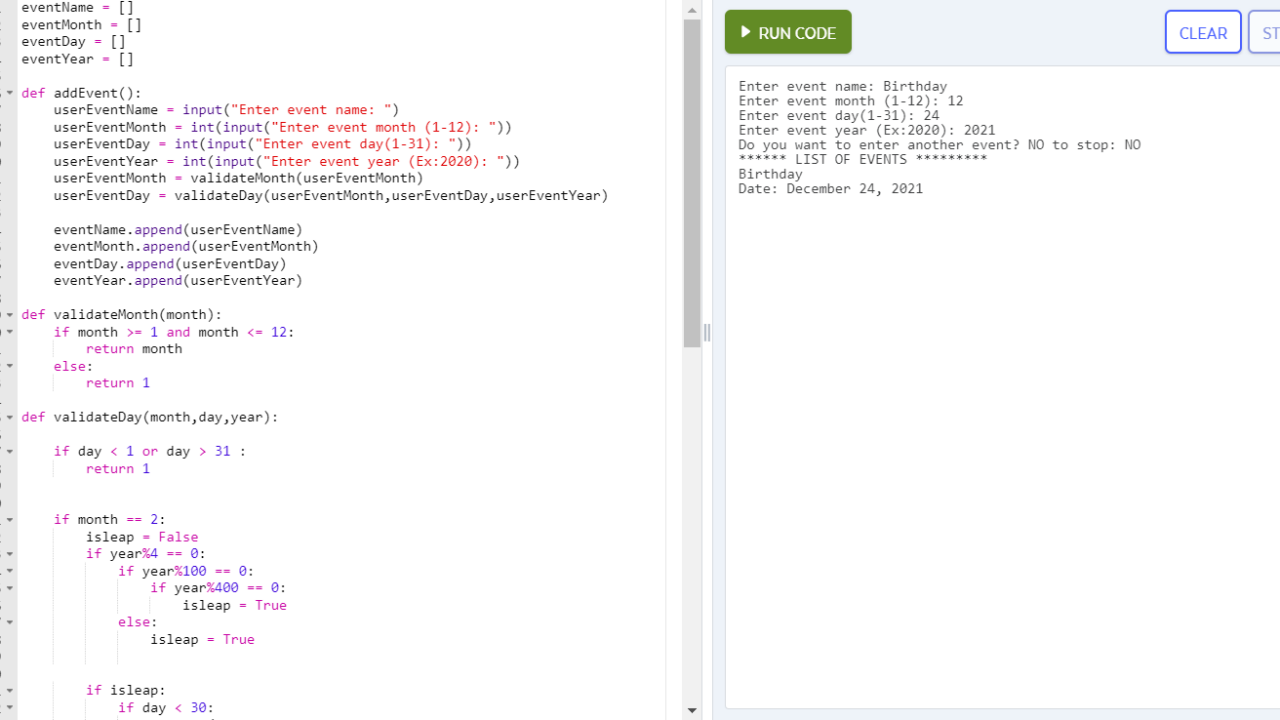 eventName = []
eventMonth = []
eventDay = []
eventYear = []
def addEvent():
userEventName = input("Enter event name: ")
userEventMonth = int(input("Enter event month (1-12): "))
userEventDay = int(input("Enter event day(1-31): "))
userEventYear = int(input("Enter event year (Ex:2020): "))
userEventMonth = validateMonth(userEventMonth)
userEventDay = validateDay(userEventMonth,userEventDay,userEventYear)
eventName.append(userEventName)
eventMonth.append(userEventMonth)
eventDay.append(userEventDay)
eventYear.append(userEventYear)
def validateMonth(month):
if month >= 1 and month <= 12:
return month
else:
return 1
def validateDay(month,day,year):
if day < 1 or day > 31 :
return 1
if month == 2:
isleap = False
if year%4 == 0:
if year%100 == 0:
if year%400 == 0:
isleap = True
else:
isleap = True
if isleap:
if day < 30:
RUN CODE
CLEAR
ST
Enter event name: Birthday
Enter event month (1-12): 12
Enter event day(1-31): 24
Enter event year (Ex:2020): 2021
Do you want to enter another event? NO to stop: NO
****** LIST OF EVENTS *********
Birthday
Date: December 24, 2021